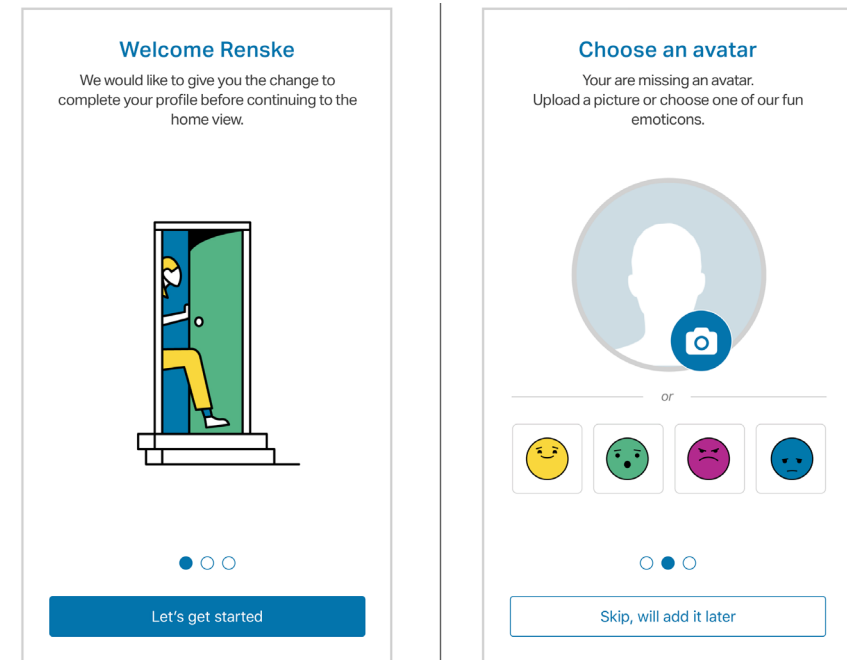 Welcome Renske
We would like to give you the change to
complete your profile before continuing to the
home view.
Let's get started
Choose an avatar
Your are missing an avatar.
Upload a picture or choose one of our fun
emoticons.
or
Skip, will add it later